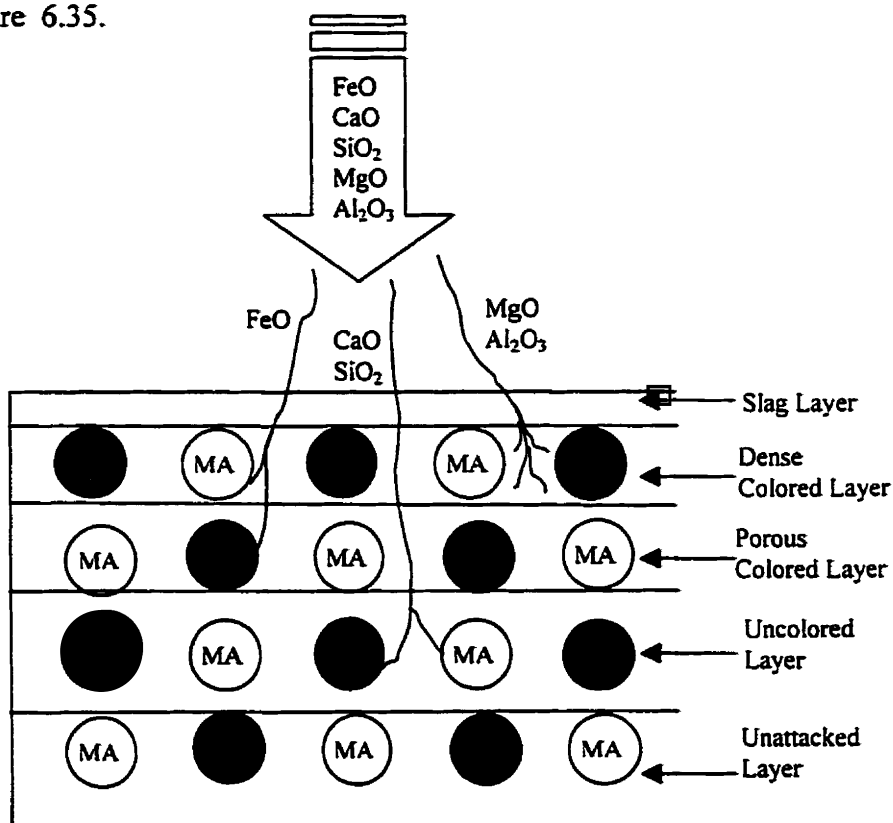 re 6.35.
FeO
CaO
SiO₂
MgO
Al₂O₃
FeO
CaO
SiO₂
MgO
Al₂O₃
Slag Layer
MA
MA
Dense
Colored Layer
MA
MA
MA
Porous
Colored Layer
MA
MA
Uncolored
Layer
MA
MA
MA
Unattacked
Layer